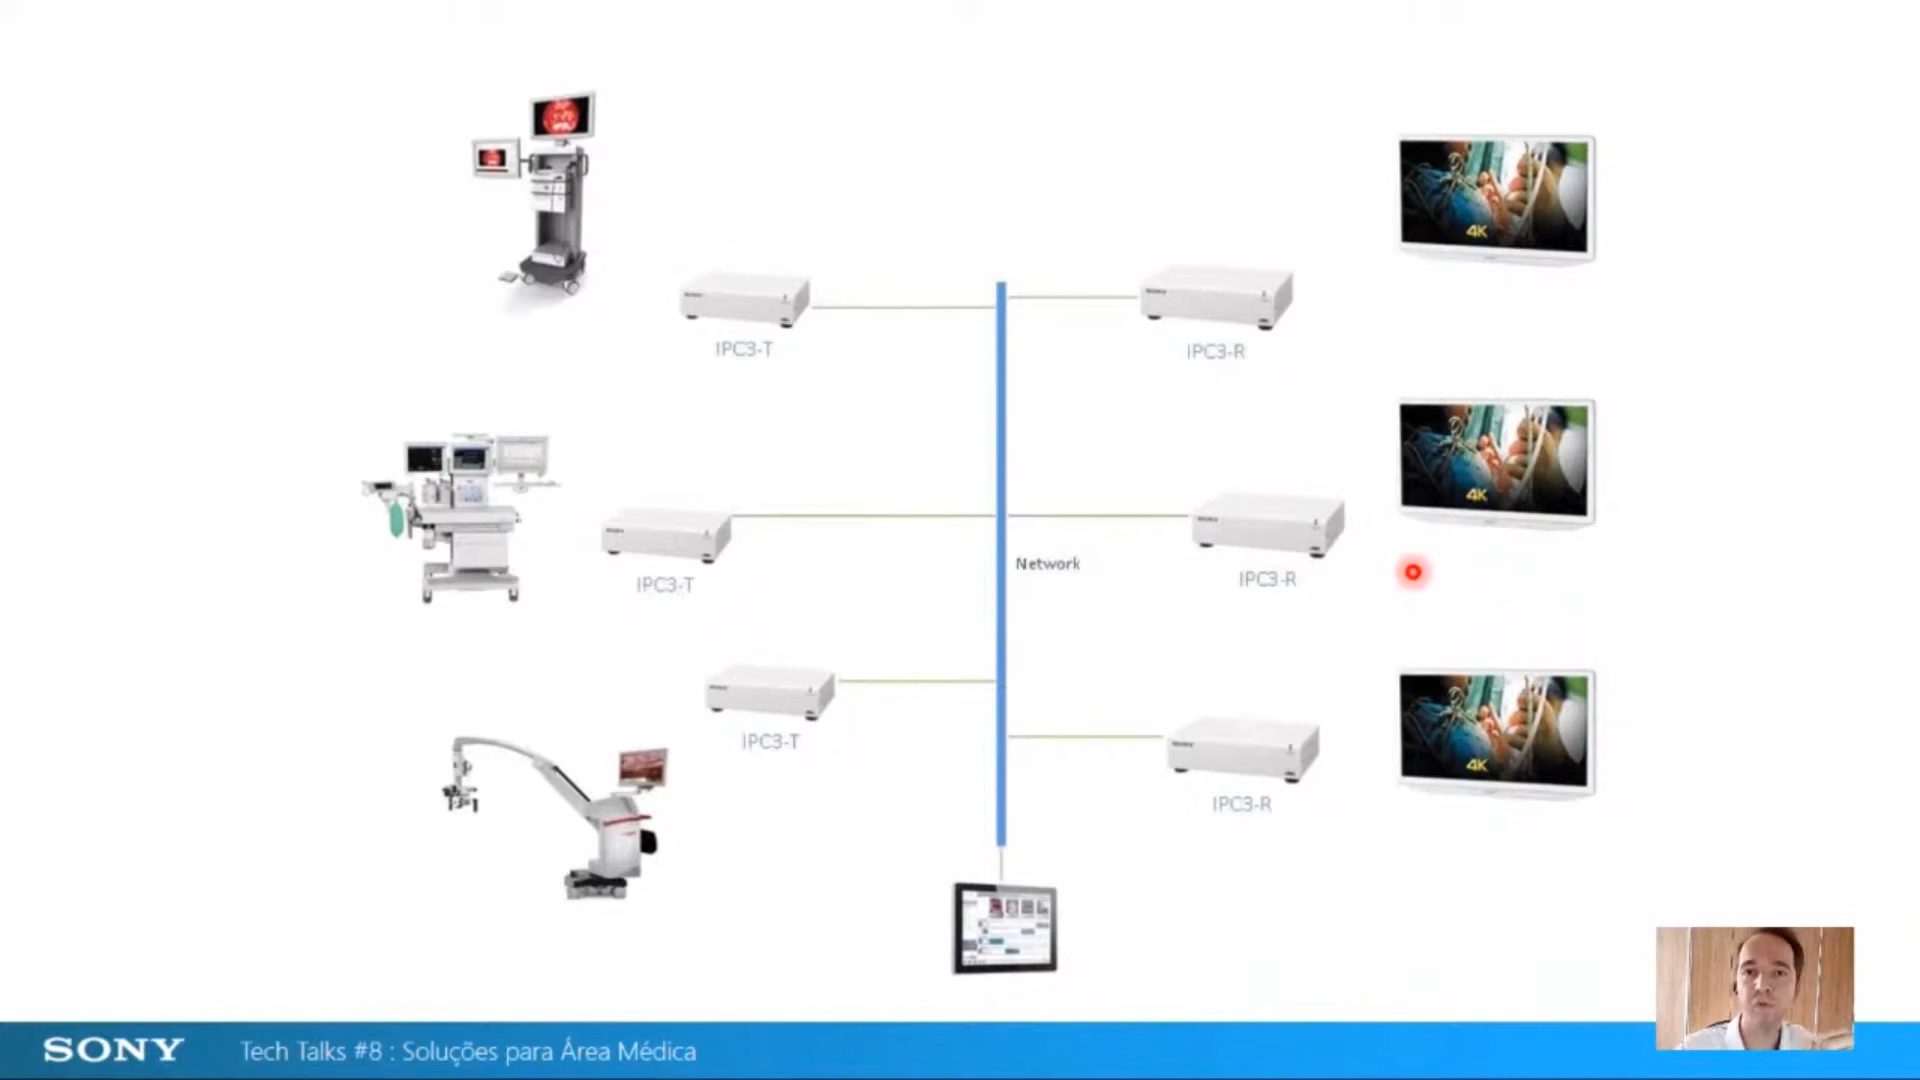 4K
IPC3-T
IPC3-R
4K
Network
IPC3-T
IPC3-R
IPC3-T
4K
IPC3-R
SONY
Tech Talks #8 : Soluções para Área Médica